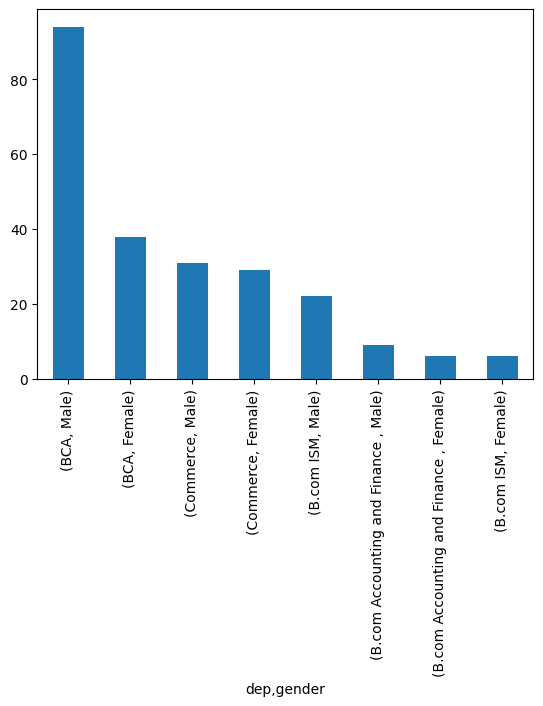 80
60
40
20
0
(BCA, Male)
(BCA, Female)
(Commerce, Male)
(Commerce, Female)
(B.com ISM, Male)
(B.com Accounting and Finance , Male)
(B.com Accounting and Finance , Female)
(B.com ISM, Female)
dep,gender